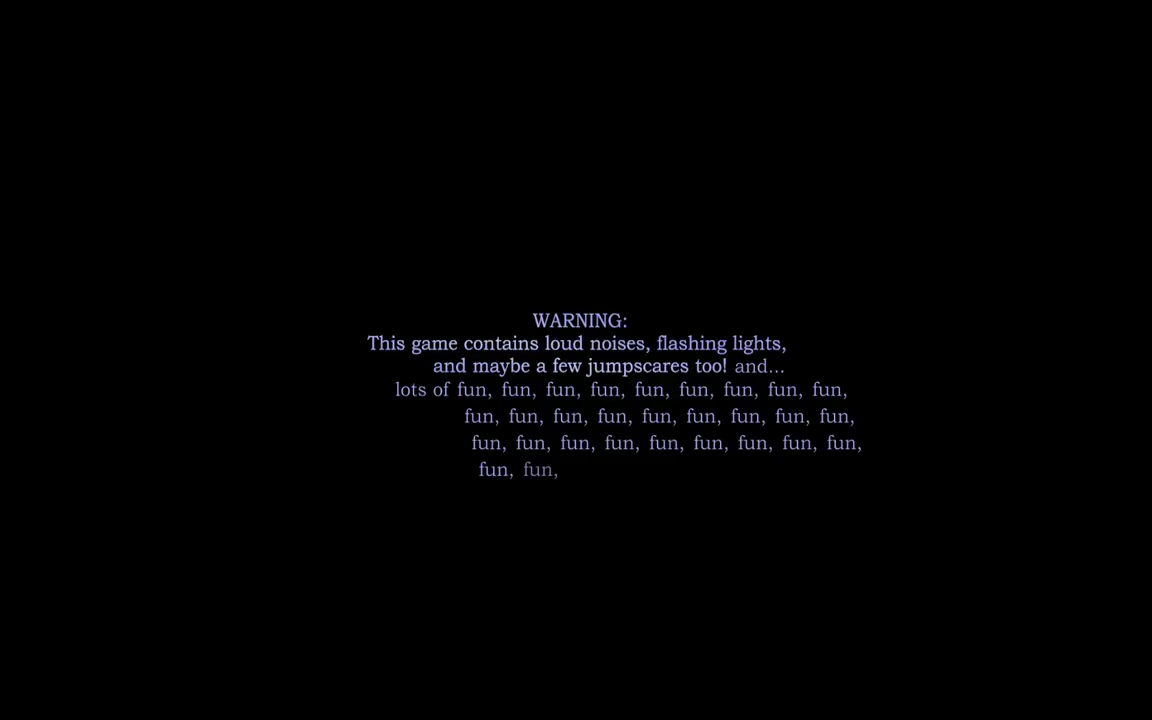 WARNING:
This game contains loud noises, flashing lights,
and maybe a few jumpscares too! and...
lots of fun, fun, fun, fun, fun, fun, fun, fun, fun,
fun, fun, fun, fun, fun, fun, fun, fun, fun,
fun, fun, fun, fun, fun, fun, fun, fun, fun,
fun, fun,